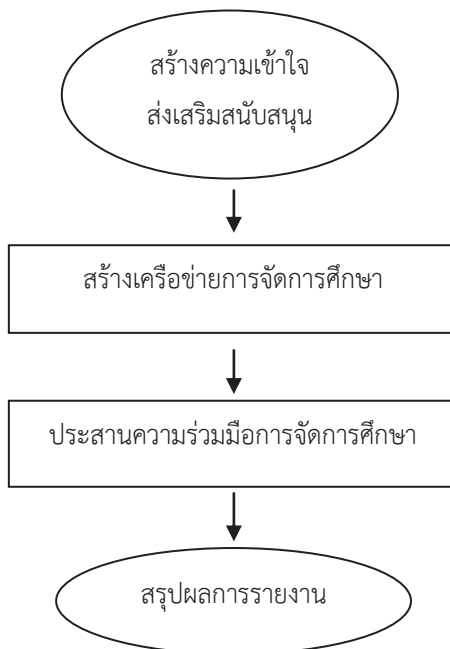 สร้างความเข้าใจ
ส่งเสริมสนับสนุน
สร้างเครือข่ายการจัดการศึกษา
ประสานความร่วมมือการจัดการศึกษา
สรุปผลการรายงาน